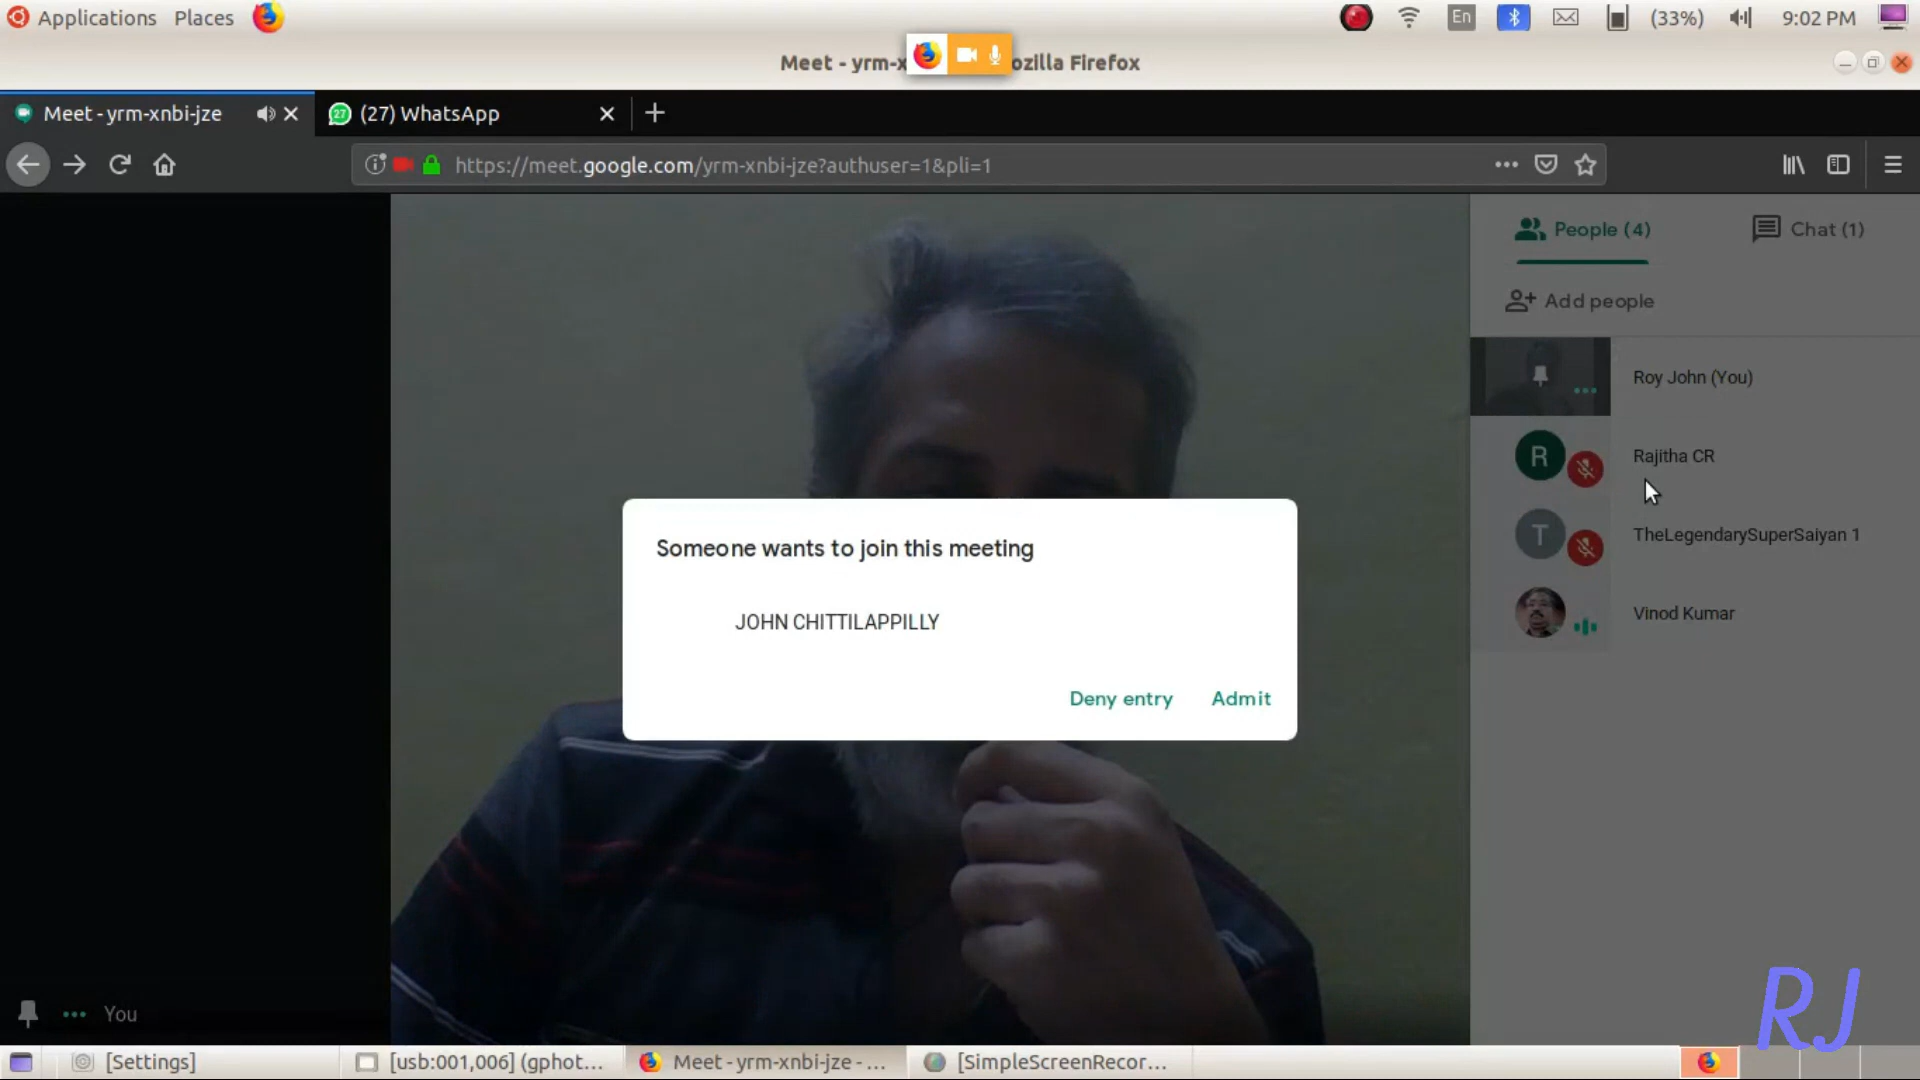 Applications Places
En
(33%)
9:02 PM
Meet - yrm-x
ozilla Firefox
Meet - yrm-xnbi-jze
27
(27) WhatsApp
https://meet.google.com/yrm-xnbi-jze?authuser=1&pli=1
People (4)
Chat (1)
Add people
Roy John (You)
R
Rajitha CR
T
TheLegendarySuperSaiyan 1
Vinod Kumar
Someone wants to join this meeting
JOHN CHITTILAPPILLY
Deny entry
Admit
You
RJ
[Settings]
[usb:001,006] (gphot...
Meet - yrm-xnbi-jze - ...
[SimpleScreenRecor...